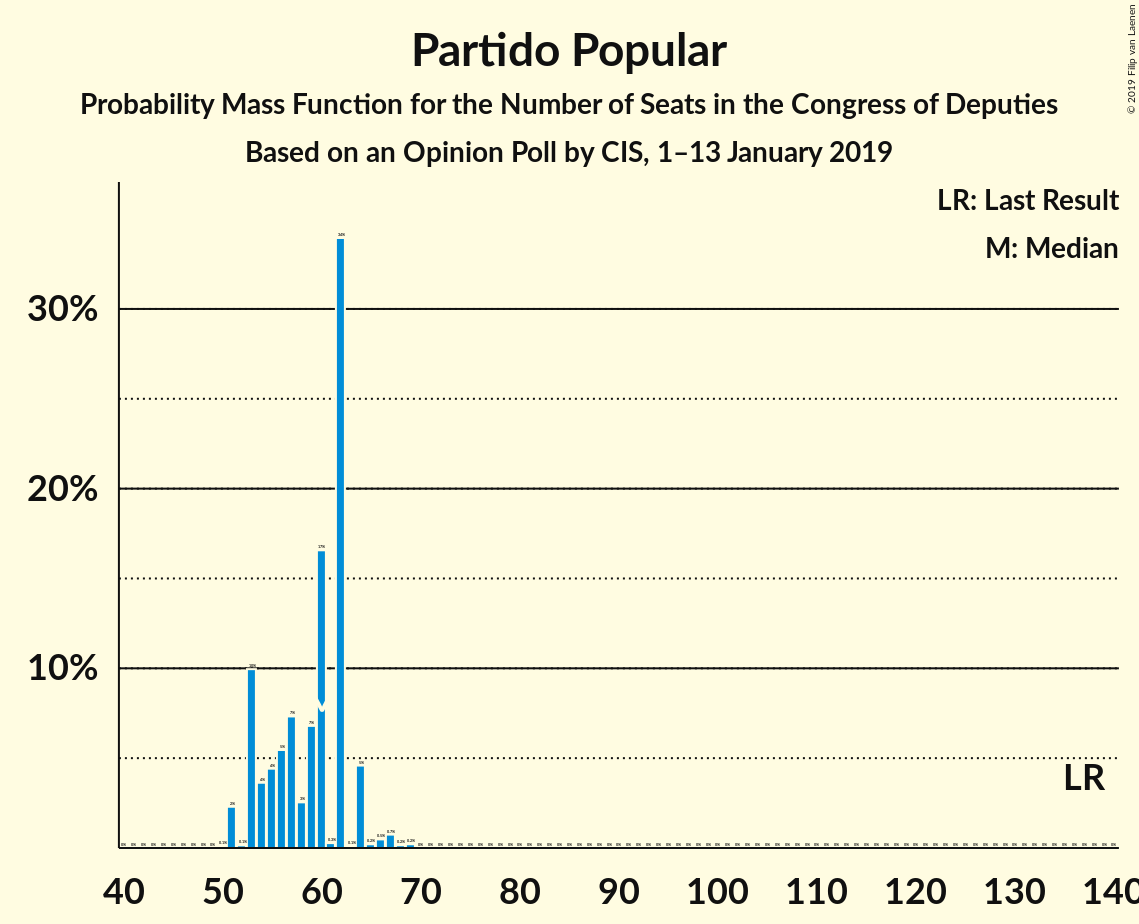 Partido Popular
Probability Mass Function for the Number of Seats in the Congress of Deputies
Based on an Opinion Poll by CIS, 1–13 January 2019
© 2019 Filip van Laenen
LR: Last Result
M: Median
30%
20%
10%
LR
40 50 60 70 80 90 100 110 120 130 140